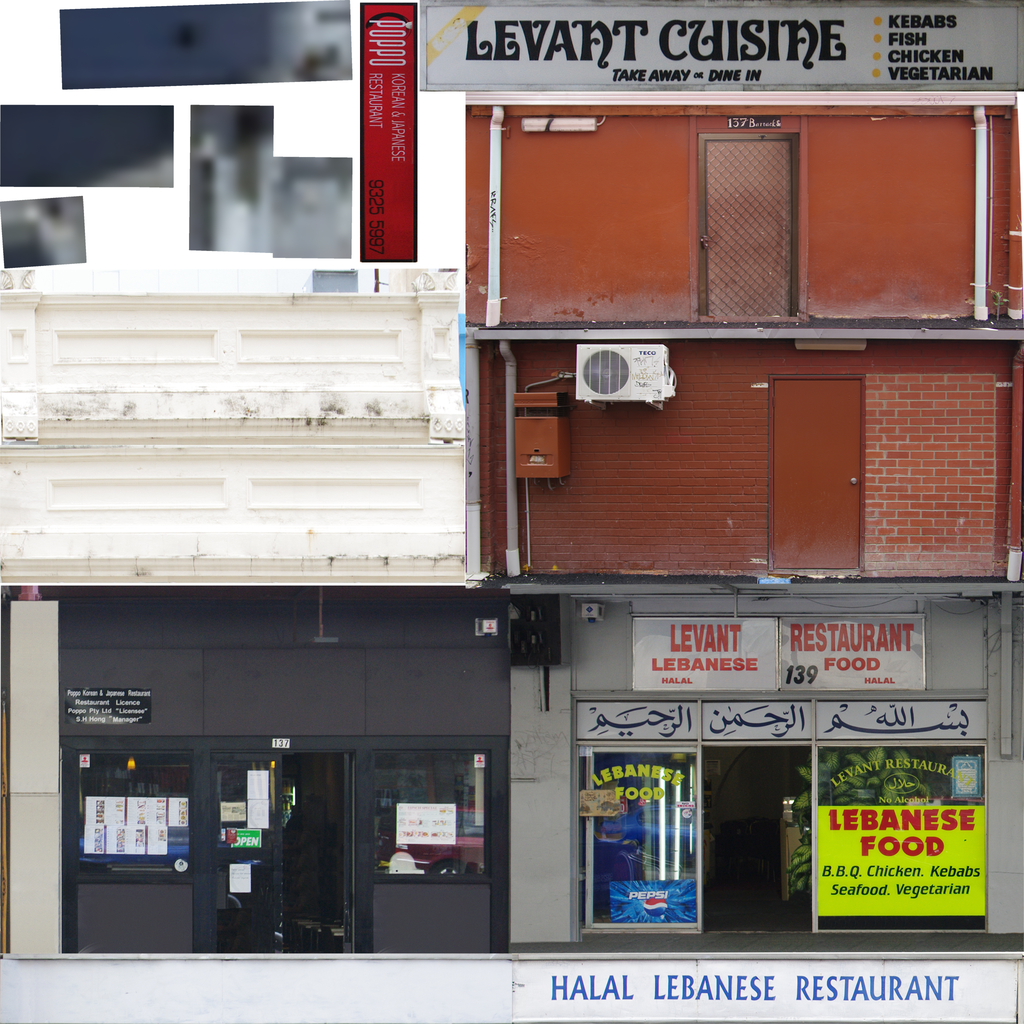 LEVANT CUISINE
TAKE AWAY OR DINE IN
KEBABS
FISH
CHICKEN
VEGETARIAN
POPPO
KOREAN & JAPANESE
RESTAURANT
9325 5997
137 Barrack St
TECO
Poppo Korean & Japanese Restaurant
Restaurant Licence
Poppo Pty Ltd "Licensee"
S.H Hong "Manager"
137
OPEN
LEVANT
LEBANESE
HALAL
RESTAURANT
FOOD
139
HALAL
بسم الله الرحمن الرحيم
LEBANESE
FOOD
PEPSI
LEVANT RESTAURANT
حلال
No Alcohol
LEBANESE
FOOD
B.B.Q. Chicken. Kebabs
Seafood. Vegetarian
HALAL LEBANESE RESTAURANT